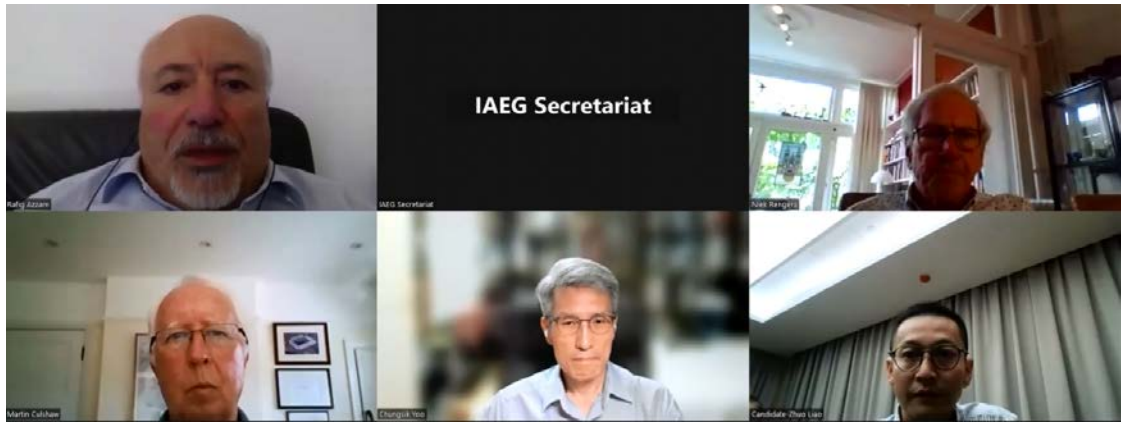 IAEG Secretariat
Rafig Azzam
IAEG Secretariat
Niek Rengers
Martin Culshaw
Chungsik Yoo
Candidate-Zhuo Liao